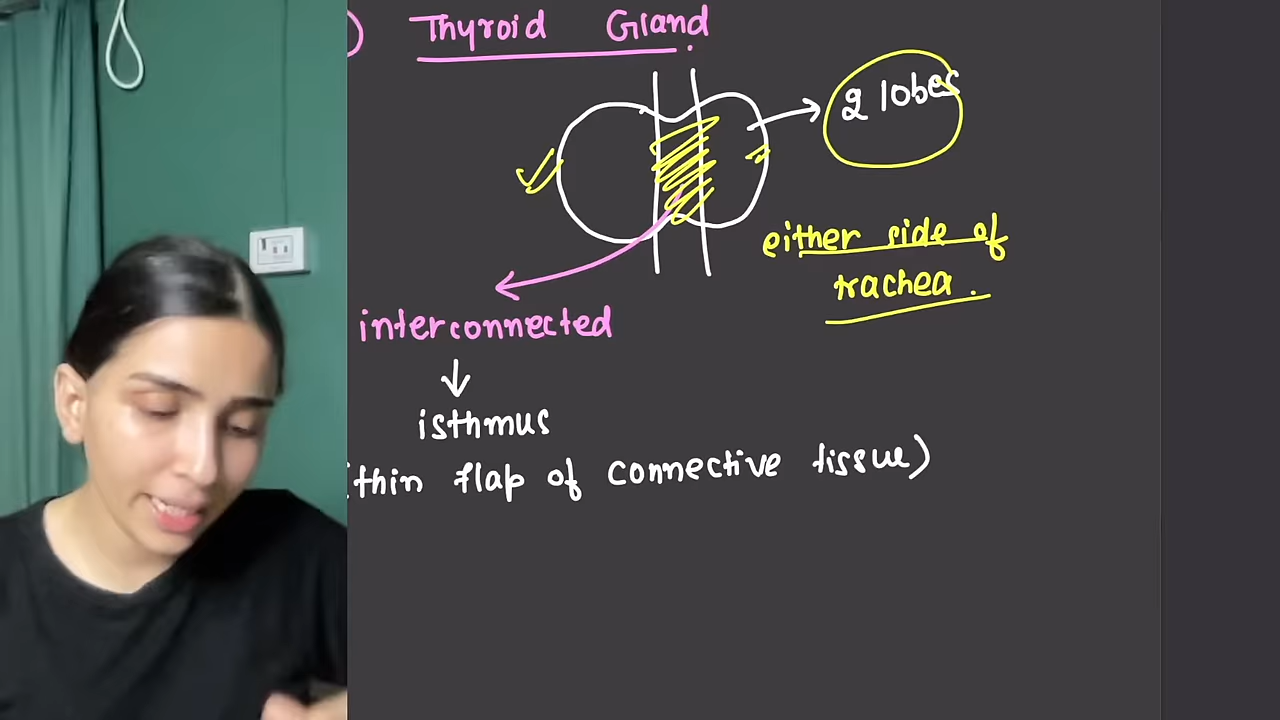 ) Thyroid Gland
2 lobes
either side of
trachea.
interconnected
isthmus
thin flap of connective tissue)